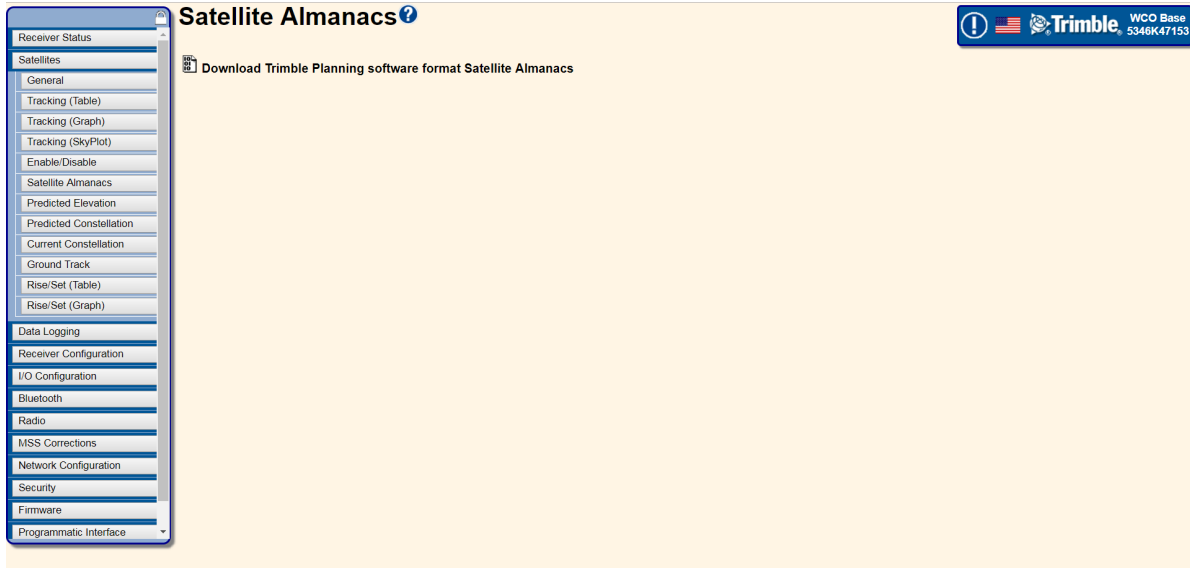 Satellite Almanacs
Trimble
WCO Base
5346K47153
Receiver Status
Satellites
General
Tracking (Table)
Tracking (Graph)
Tracking (SkyPlot)
Enable/Disable
Satellite Almanacs
Predicted Elevation
Predicted Constellation
Current Constellation
Ground Track
Rise/Set (Table)
Rise/Set (Graph)
Data Logging
Receiver Configuration
I/O Configuration
Bluetooth
Radio
MSS Corrections
Network Configuration
Security
Firmware
Programmatic Interface
Download Trimble Planning software format Satellite Almanacs